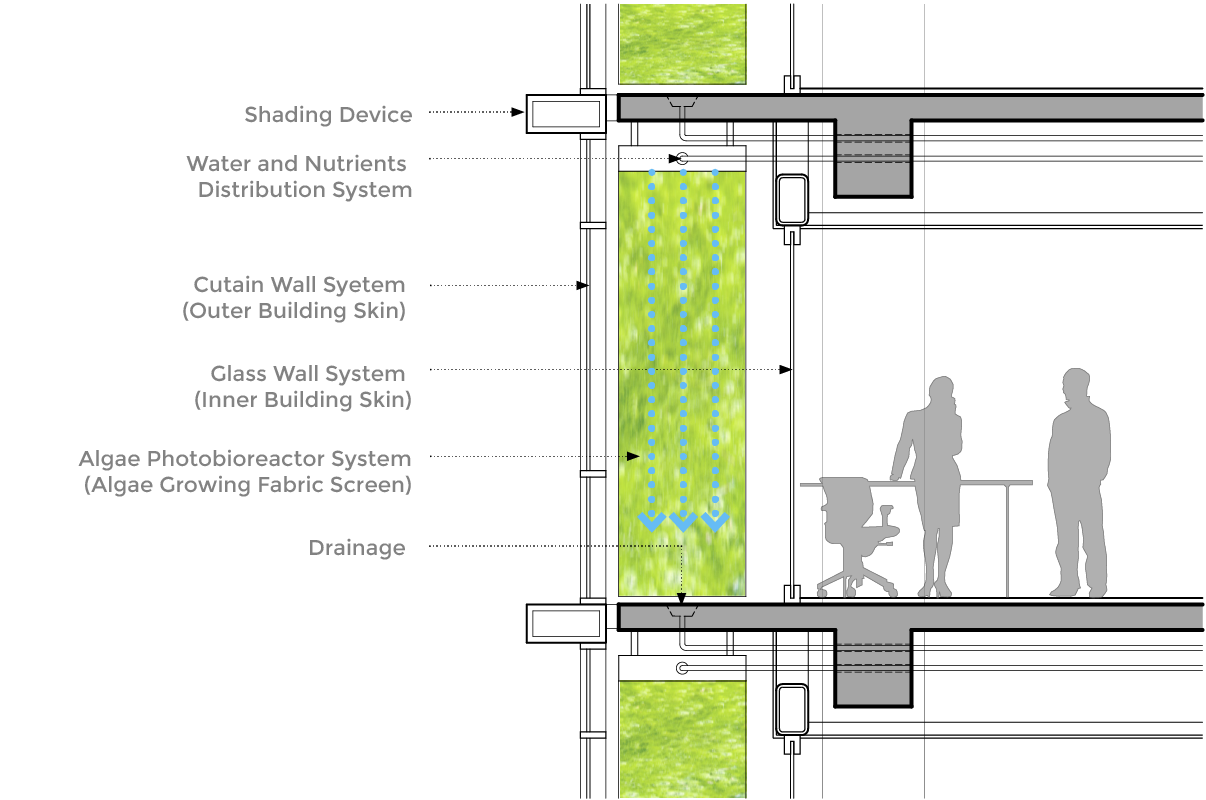 Shading Device
Water and Nutrients
Distribution System
Cutain Wall Syetem
(Outer Building Skin)
Glass Wall System
(Inner Building Skin)
Algae Photobioreactor System
(Algae Growing Fabric Screen)
Drainage